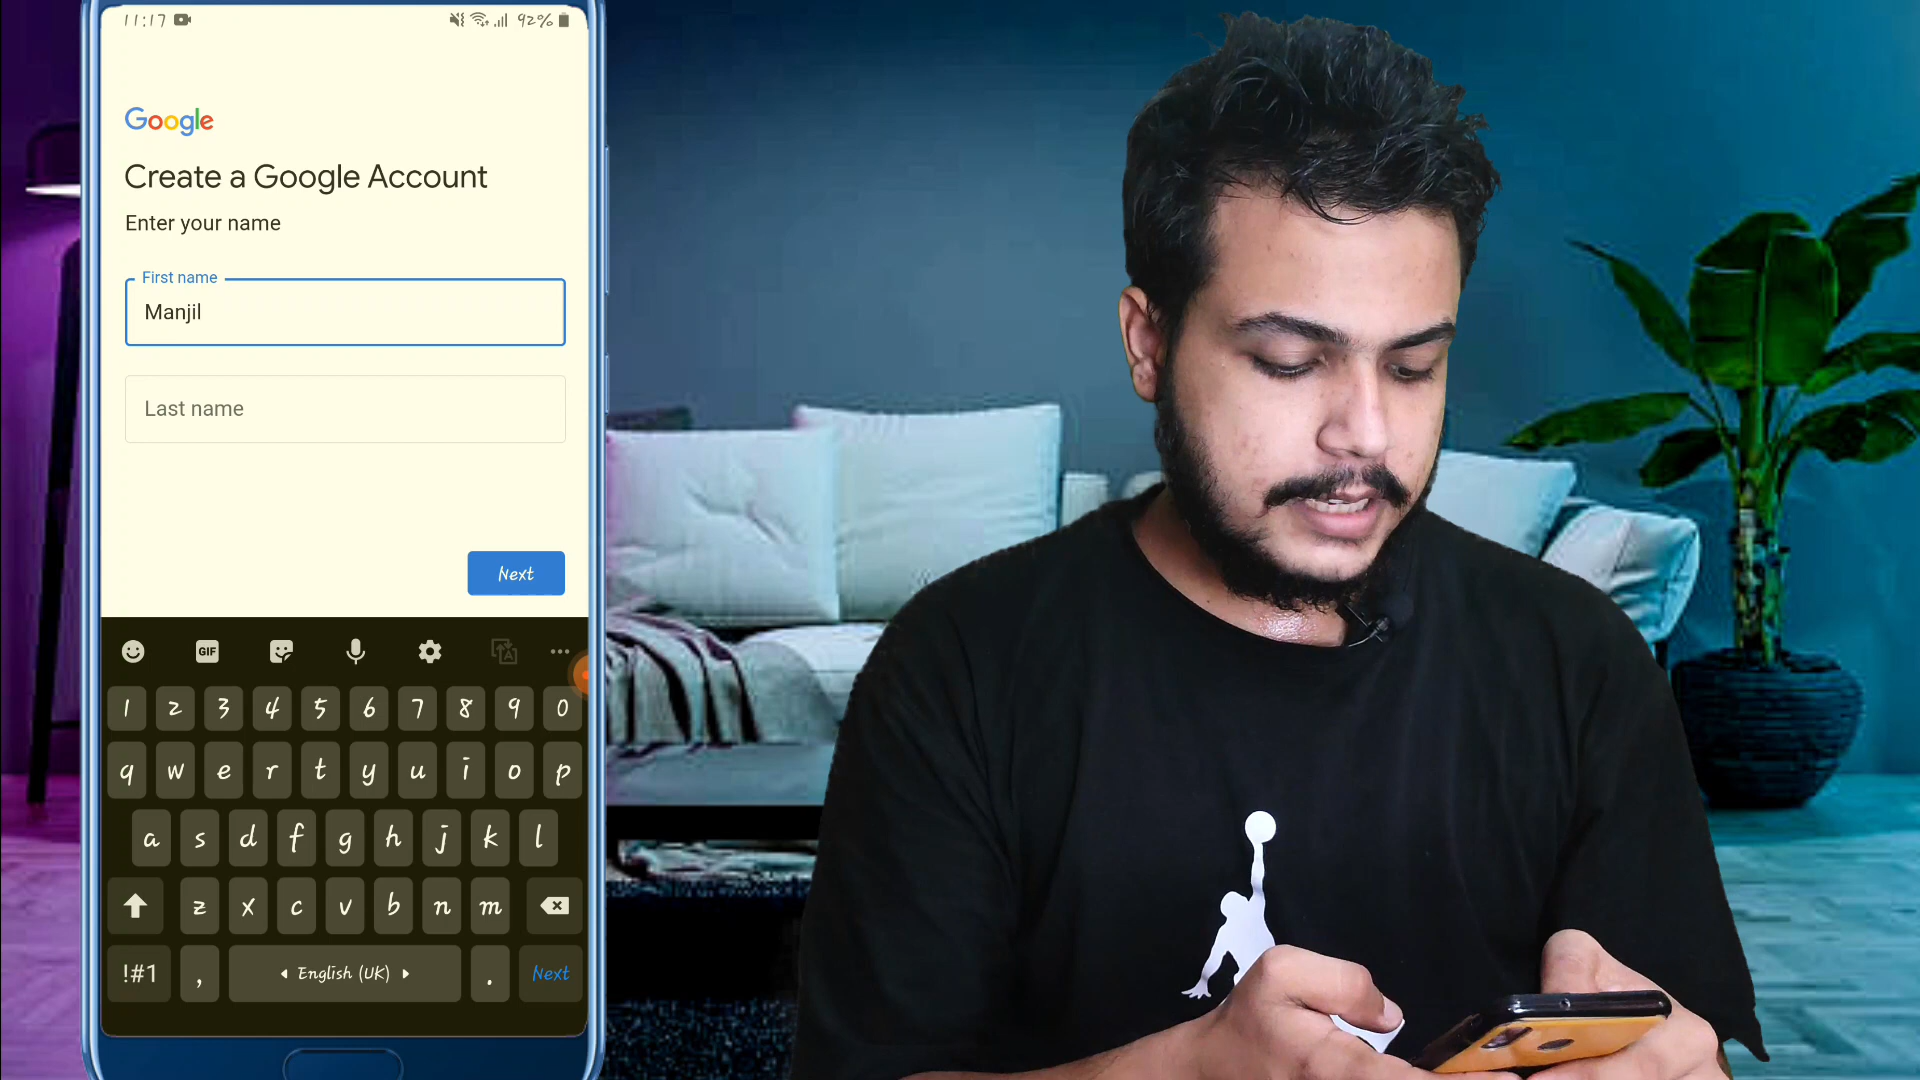 11:17 92%
Google
Create a Google Account
Enter your name
First name
Manjil
Last name
Next
GIF
1 2 3 4 5 6 7 8 9 0
q w e r t y u i o p
a s d f g h j k l
z x c v b n m
!#1 , English (UK) . Next